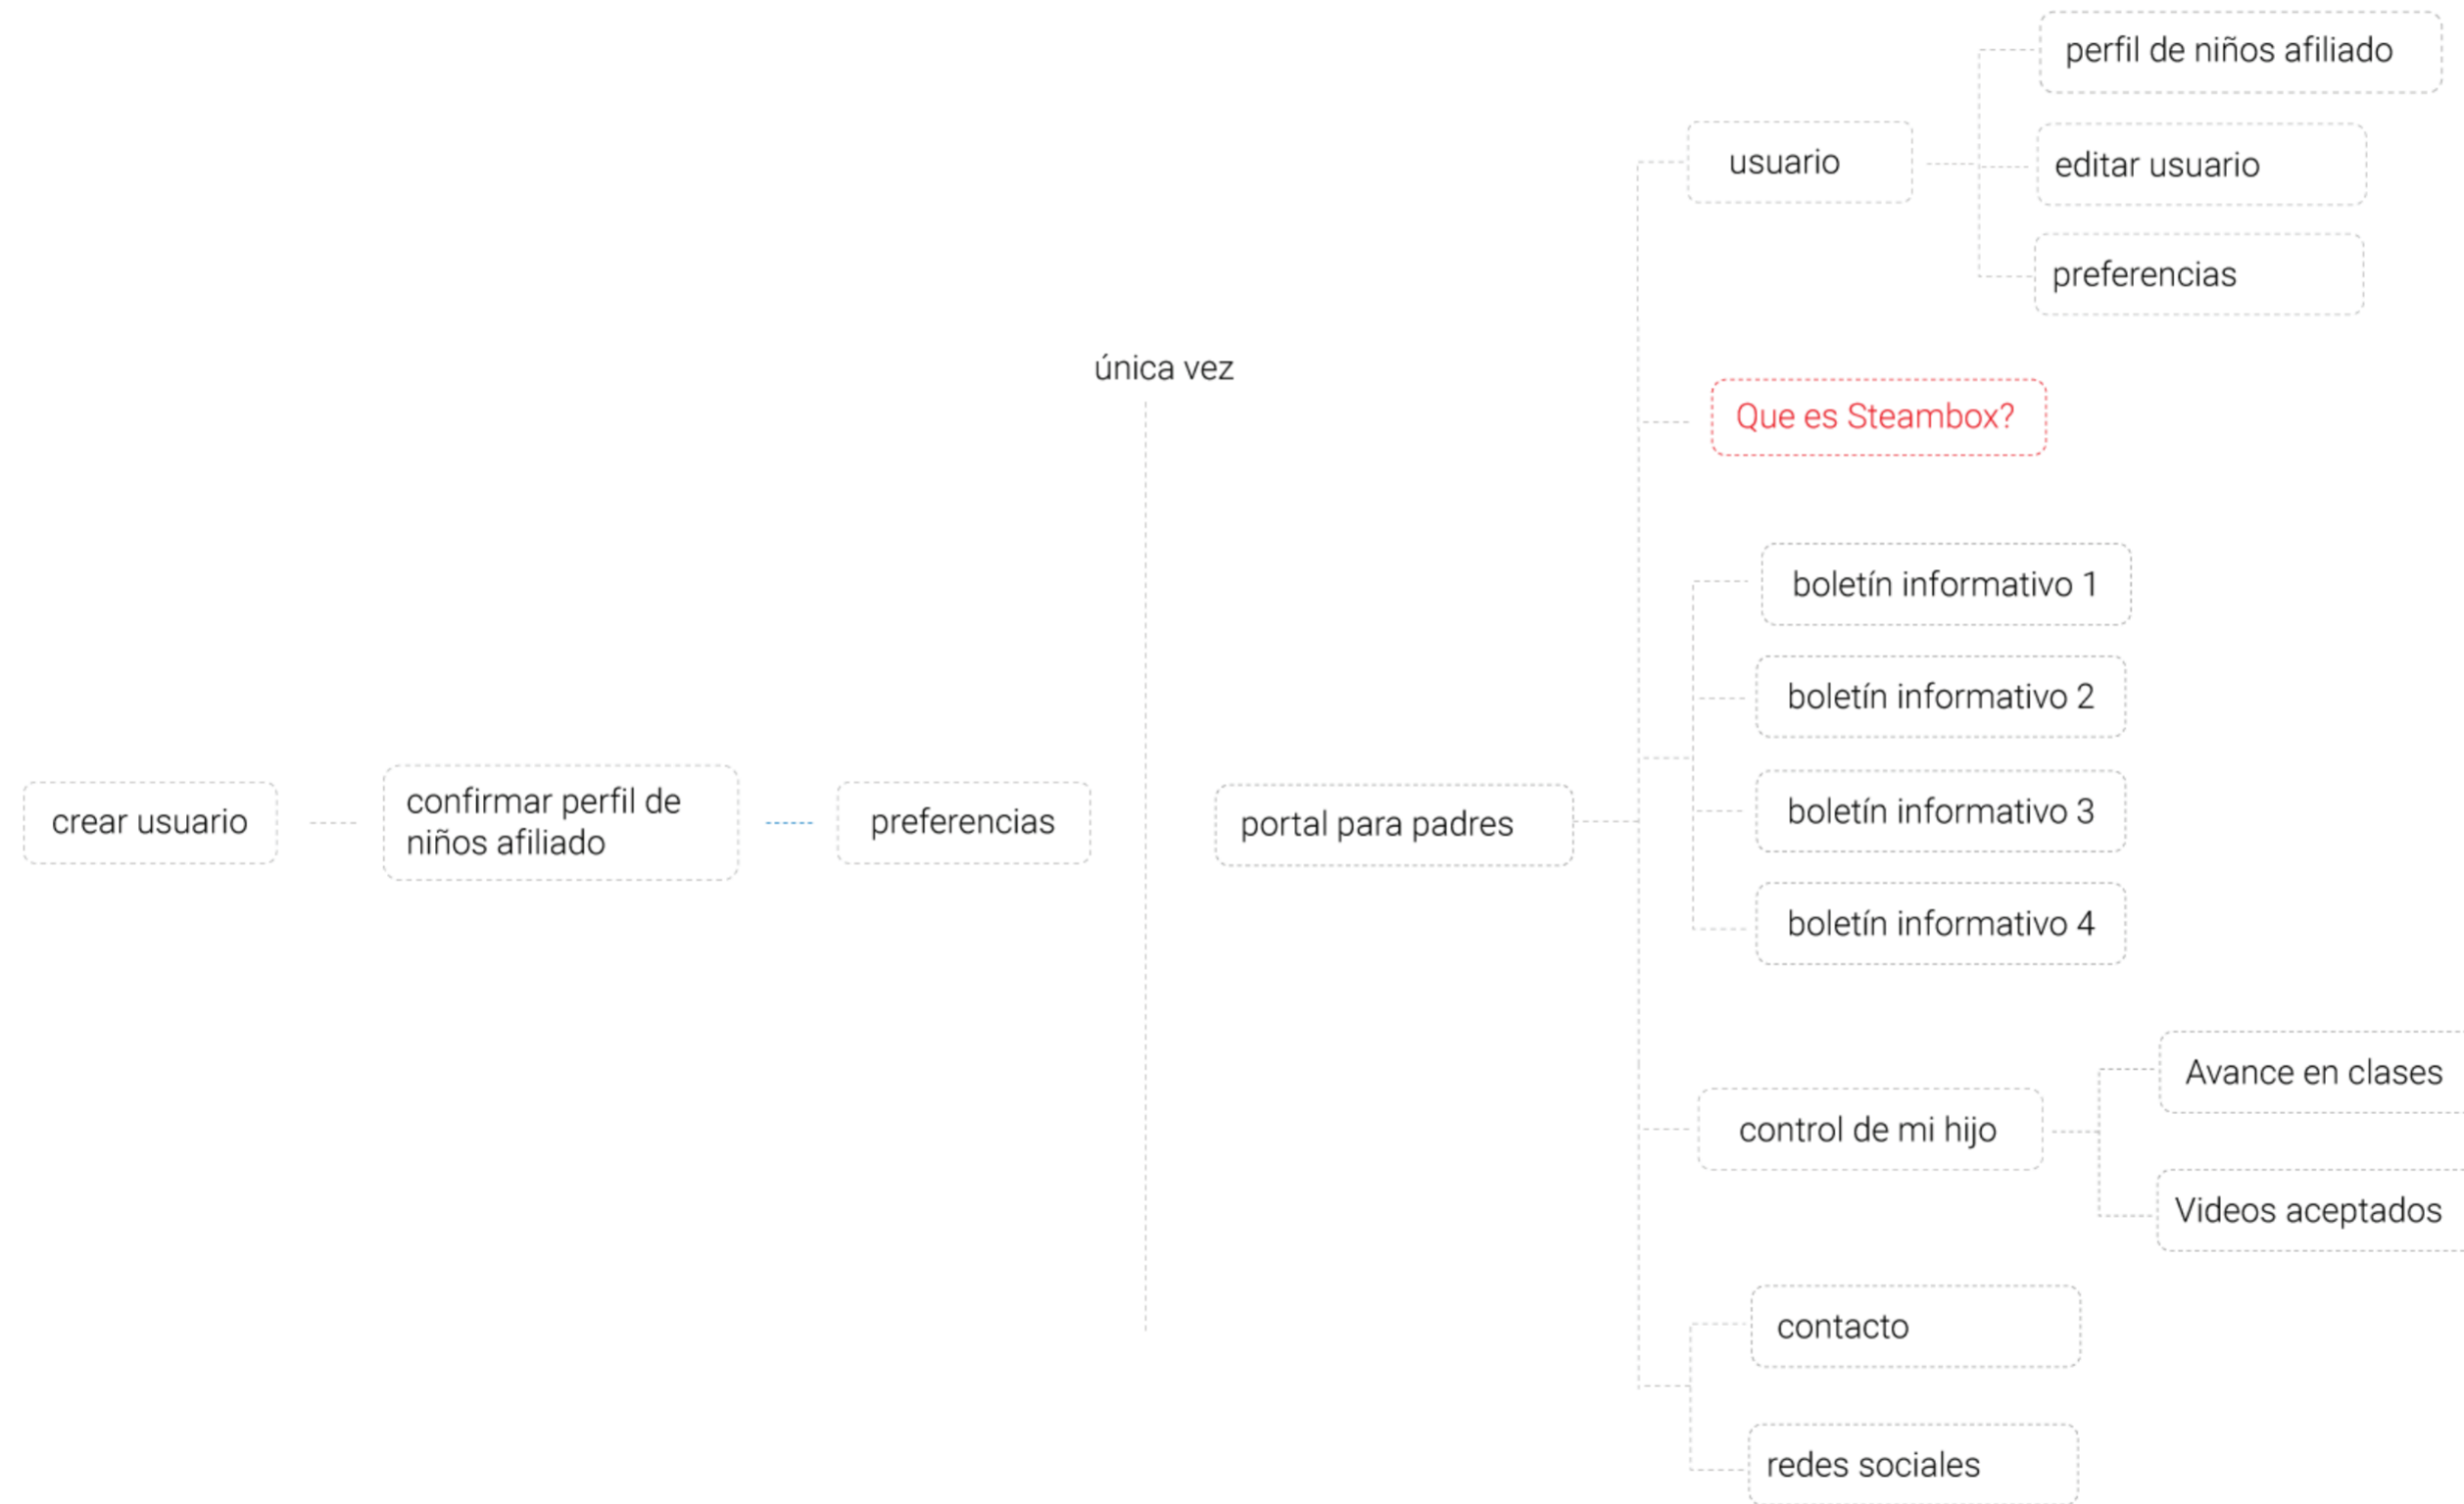 perfil de niños afiliado
usuario
editar usuario
preferencias
única vez
Que es Steambox?
boletín informativo 1
boletín informativo 2
boletín informativo 3
boletín informativo 4
crear usuario
confirmar perfil de
niños afiliado
preferencias
portal para padres
control de mi hijo
Avance en clases
Videos aceptados
contacto
redes sociales